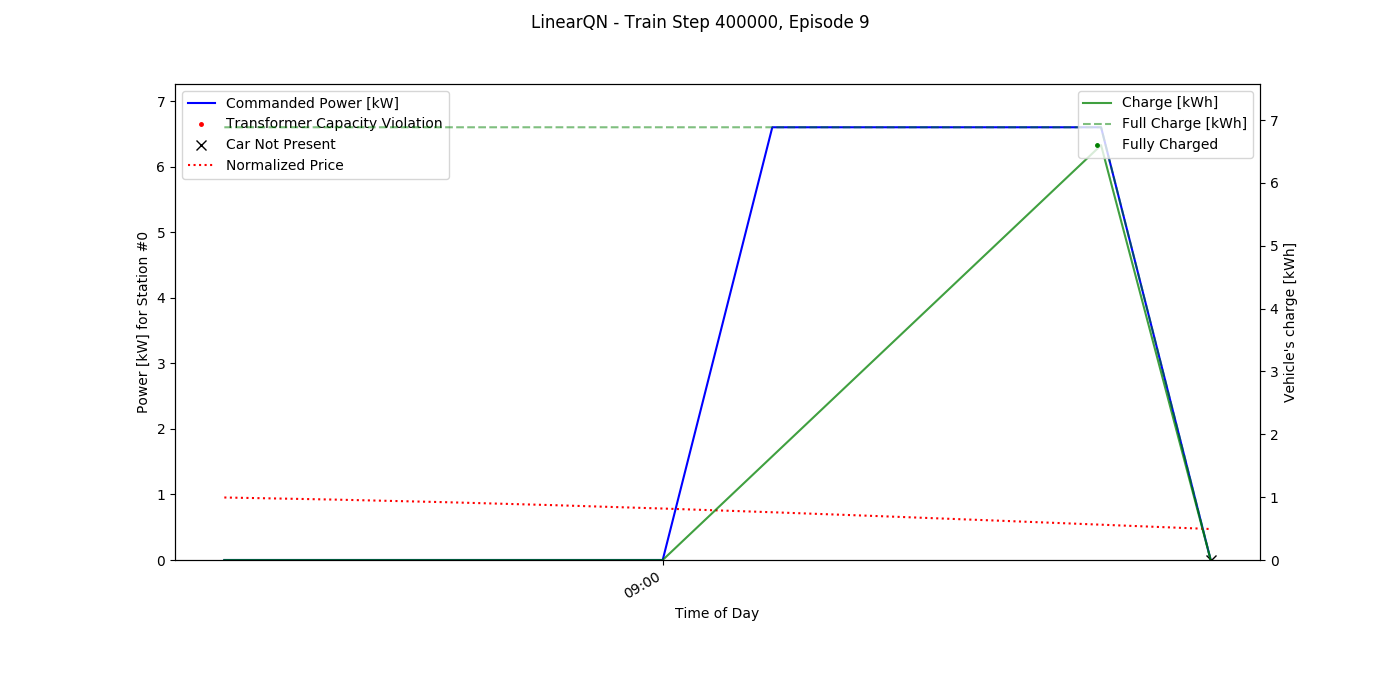 LinearQN - Train Step 400000, Episode 9
Commanded Power [kW]
Transformer Capacity Violation
Car Not Present
Normalized Price
Charge [kWh]
Full Charge [kWh]
Fully Charged
Power [kW] for Station #0
7
6
5
4
3
2
1
0
Vehicle's charge [kWh]
7
6
5
4
3
2
1
0
09:00
Time of Day